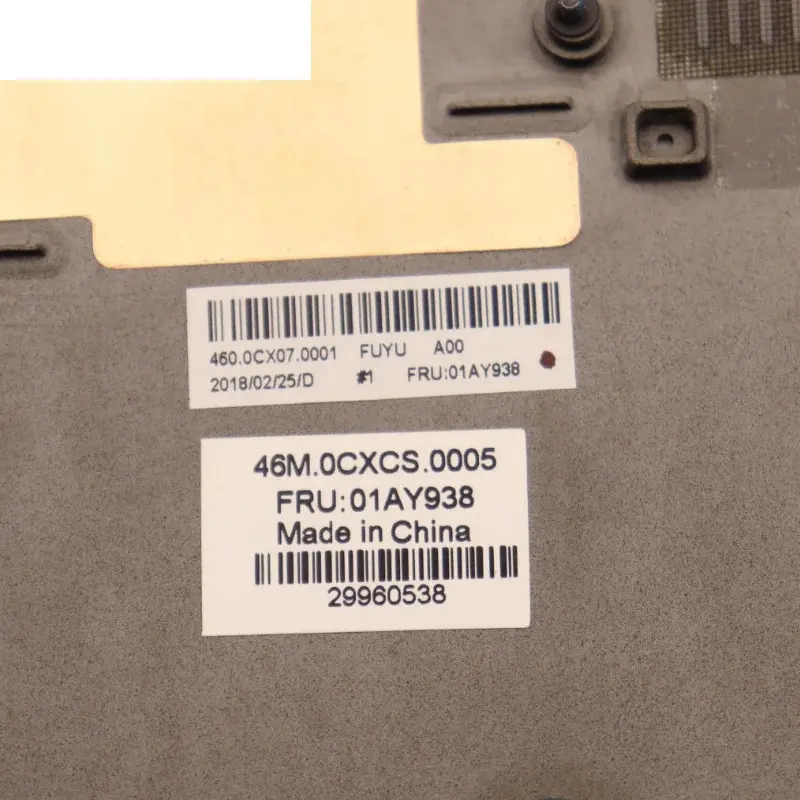 460.0CX07.0001 FUYU A00
2018/02/25/D #1 FRU:01AY938
46M.0CXCS.0005
FRU:01AY938
Made in China
29960538